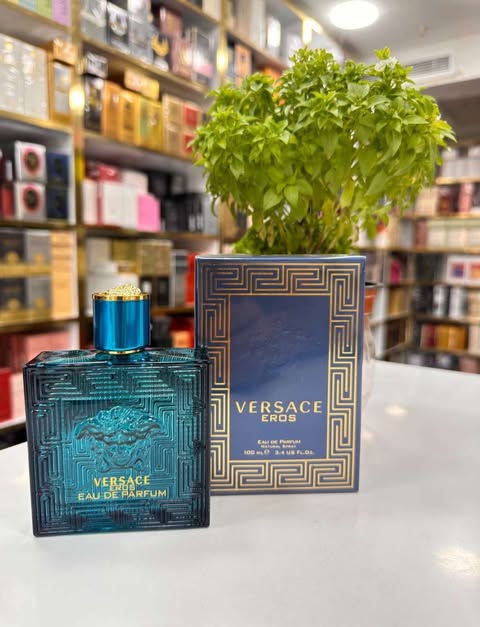 VERSACE
EROS
EAU DE PARFUM
VERSACE
EROS
EAU DE PARFUM
NATURAL SPRAY
100 ML ℮ 3.4 US FL.OZ.